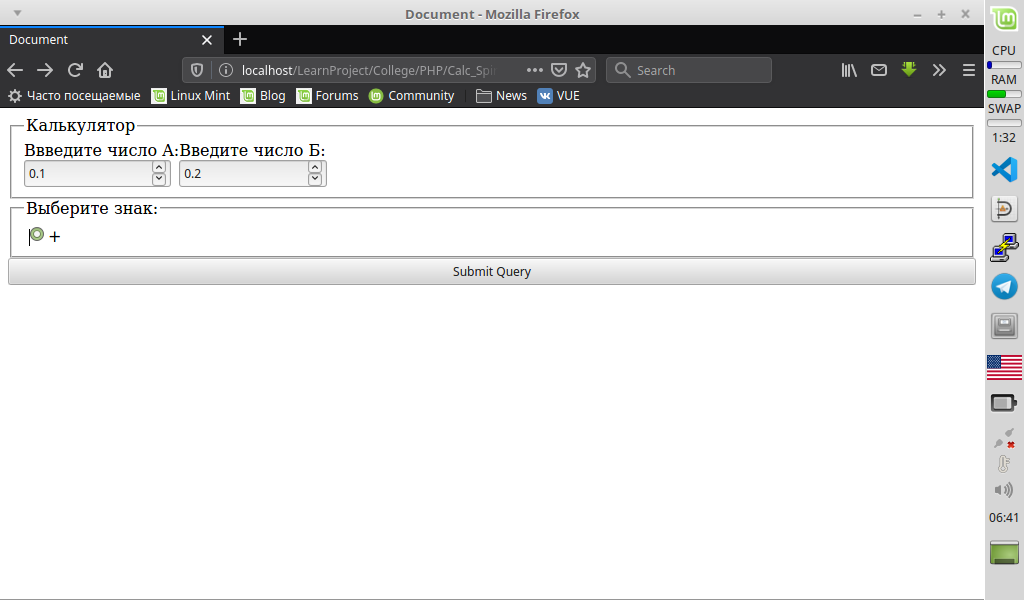 Document - Mozilla Firefox
Document
localhost/LearnProject/College/PHP/Calc_Spi
Search
Часто посещаемые Linux Mint Blog Forums Community News VUE
Калькулятор
Ввведите число А:Введите число Б:
0.1 0.2
Выберите знак:
+
Submit Query
CPU
RAM
SWAP
1:32
06:41